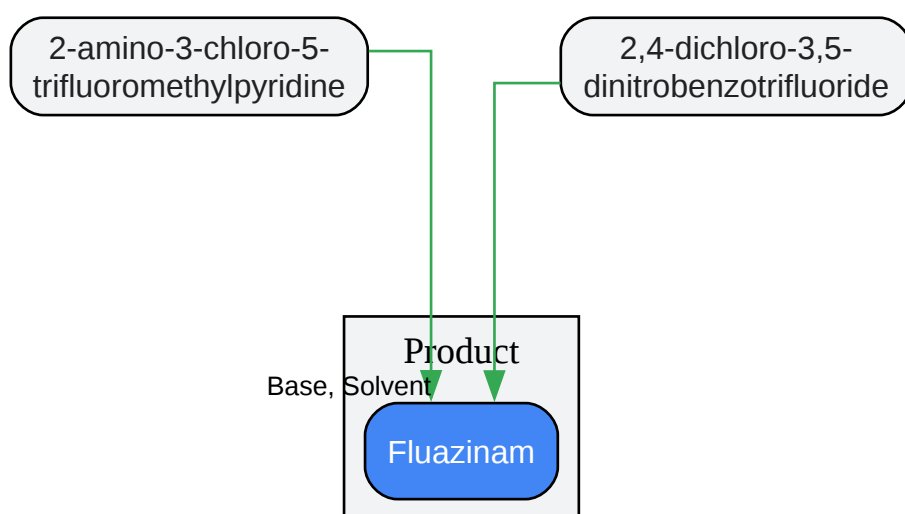 2-amino-3-chloro-5-
trifluoromethylpyridine
2,4-dichloro-3,5-
dinitrobenzotrifluoride
Product
Base, Solvent
Fluazinam